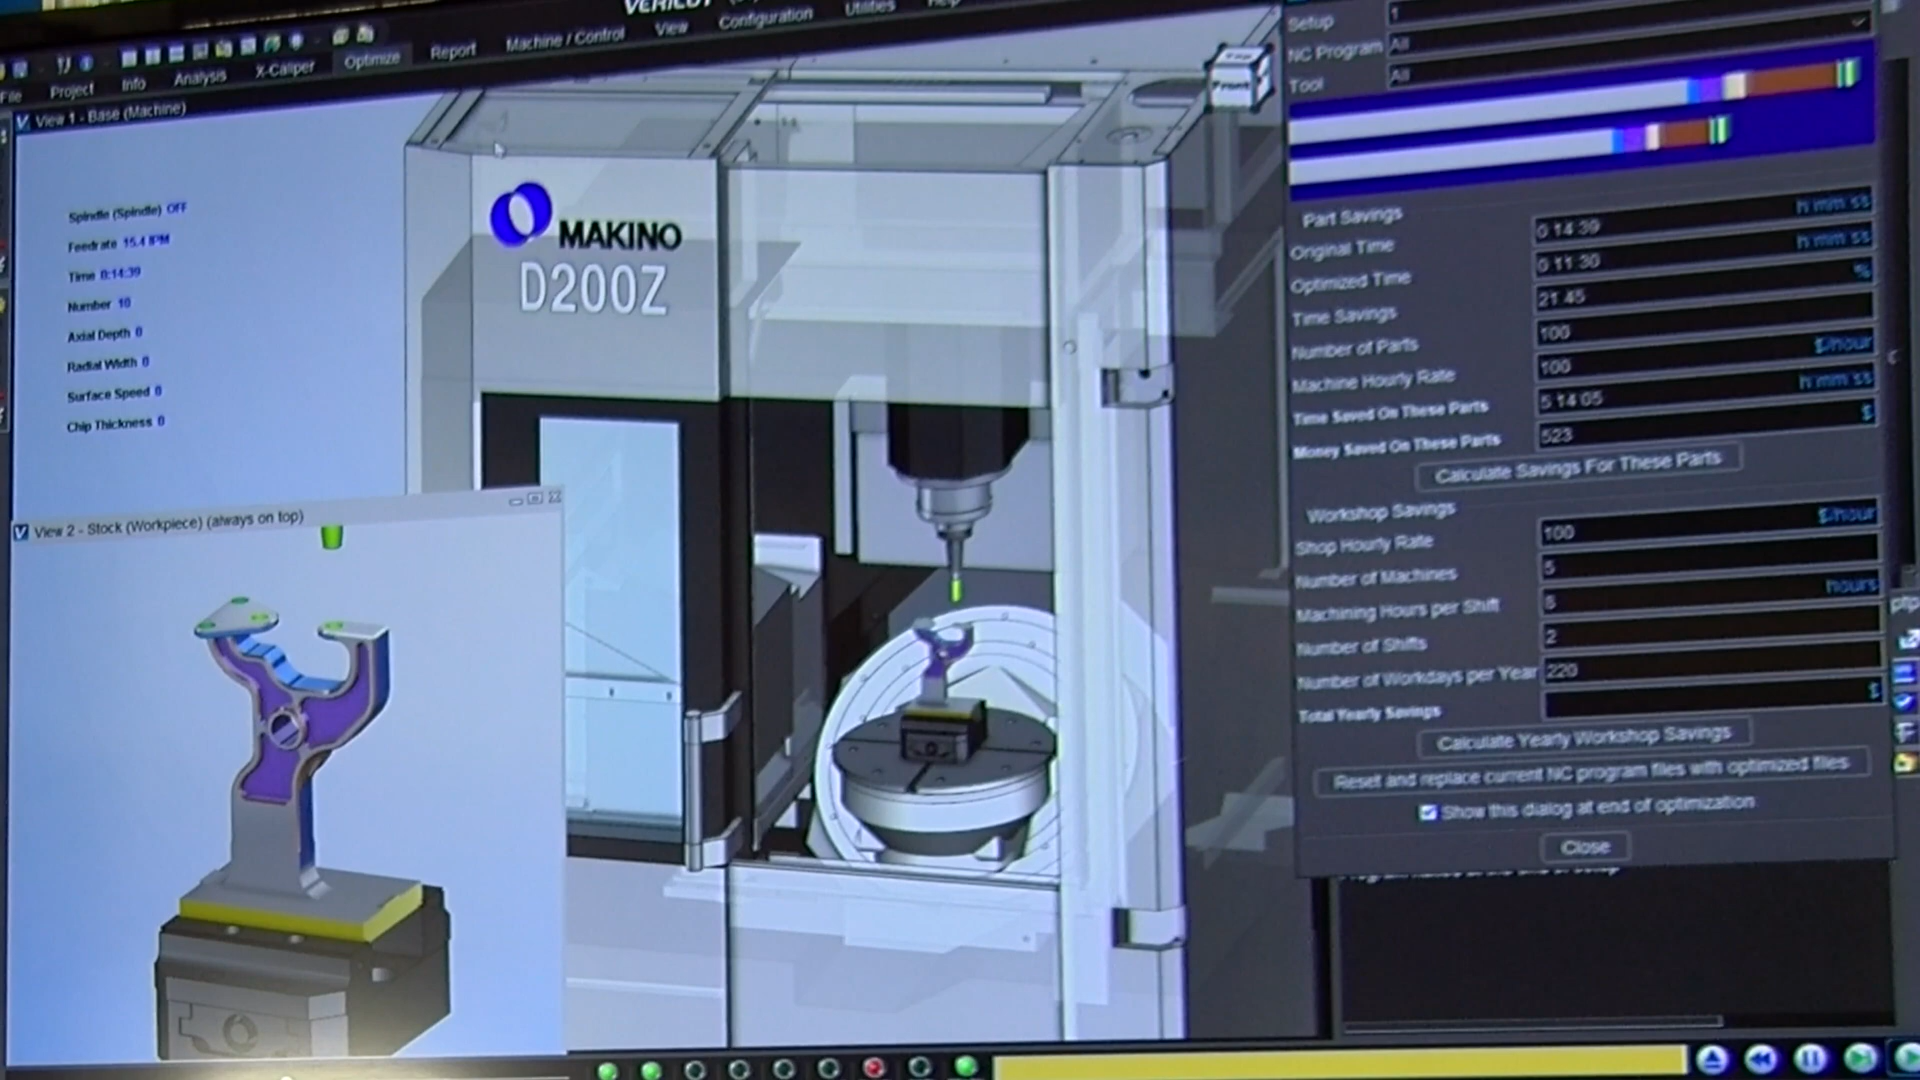 VERICUT
File Project Info Analysis X-Caliper Optimize Report Machine / Control View Configuration Utilities Help
View 1 - Base (Machine)
Spindle (Spindle) OFF
Feedrate 15.4 IPM
Time 0:14:39
Number 10
Axial Depth 0
Radial Width 0
Surface Speed 0
Chip Thickness 0
MAKINO
D200Z
Front
View 2 - Stock (Workpiece) (always on top)
Setup 1
NC Program All
Tool All
Part Savings
Original Time 0 14 39 h mm ss
Optimized Time 0 11 30 h mm ss
Time Savings 21.45 %
Number of Parts 100
Machine Hourly Rate 100 $/hour
Time Saved On These Parts 5 14 05 h mm ss
Money Saved On These Parts 523 $
Calculate Savings For These Parts
Workshop Savings
Shop Hourly Rate 100 $/hour
Number of Machines 5
Machining Hours per Shift hours
Number of Shifts 2
Number of Workdays per Year 220
Total Yearly Savings $
Calculate Yearly Workshop Savings
Reset and replace current NC program files with optimized files
Show this dialog at end of optimization
Close